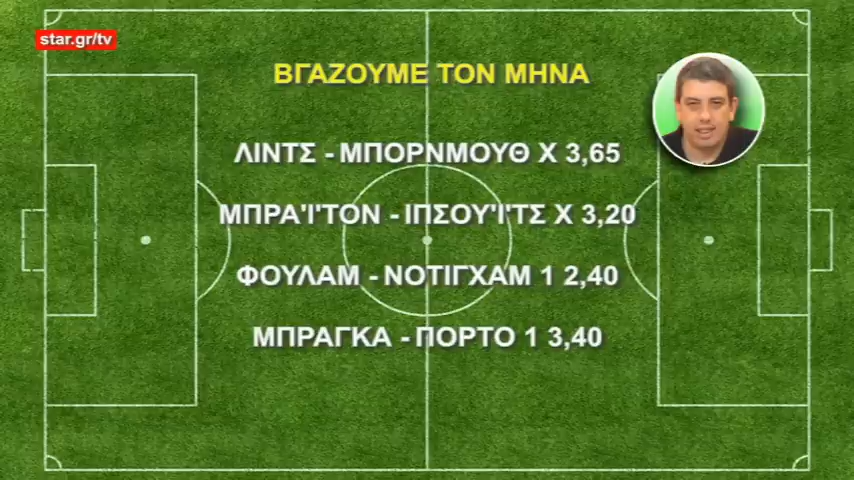 star.gr/tv
ΒΓΑΖΟΥΜΕ ΤΟΝ ΜΗΝΑ
ΛΙΝΤΣ - ΜΠΟΡΝΜΟΥΘ Χ 3,65
ΜΠΡΑ'Ι'ΤΟΝ - ΙΠΣΟΥ'Ι'ΤΣ Χ 3,20
ΦΟΥΛΑΜ - ΝΟΤΙΓΧΑΜ 1 2,40
ΜΠΡΑΓΚΑ - ΠΟΡΤΟ 1 3,40